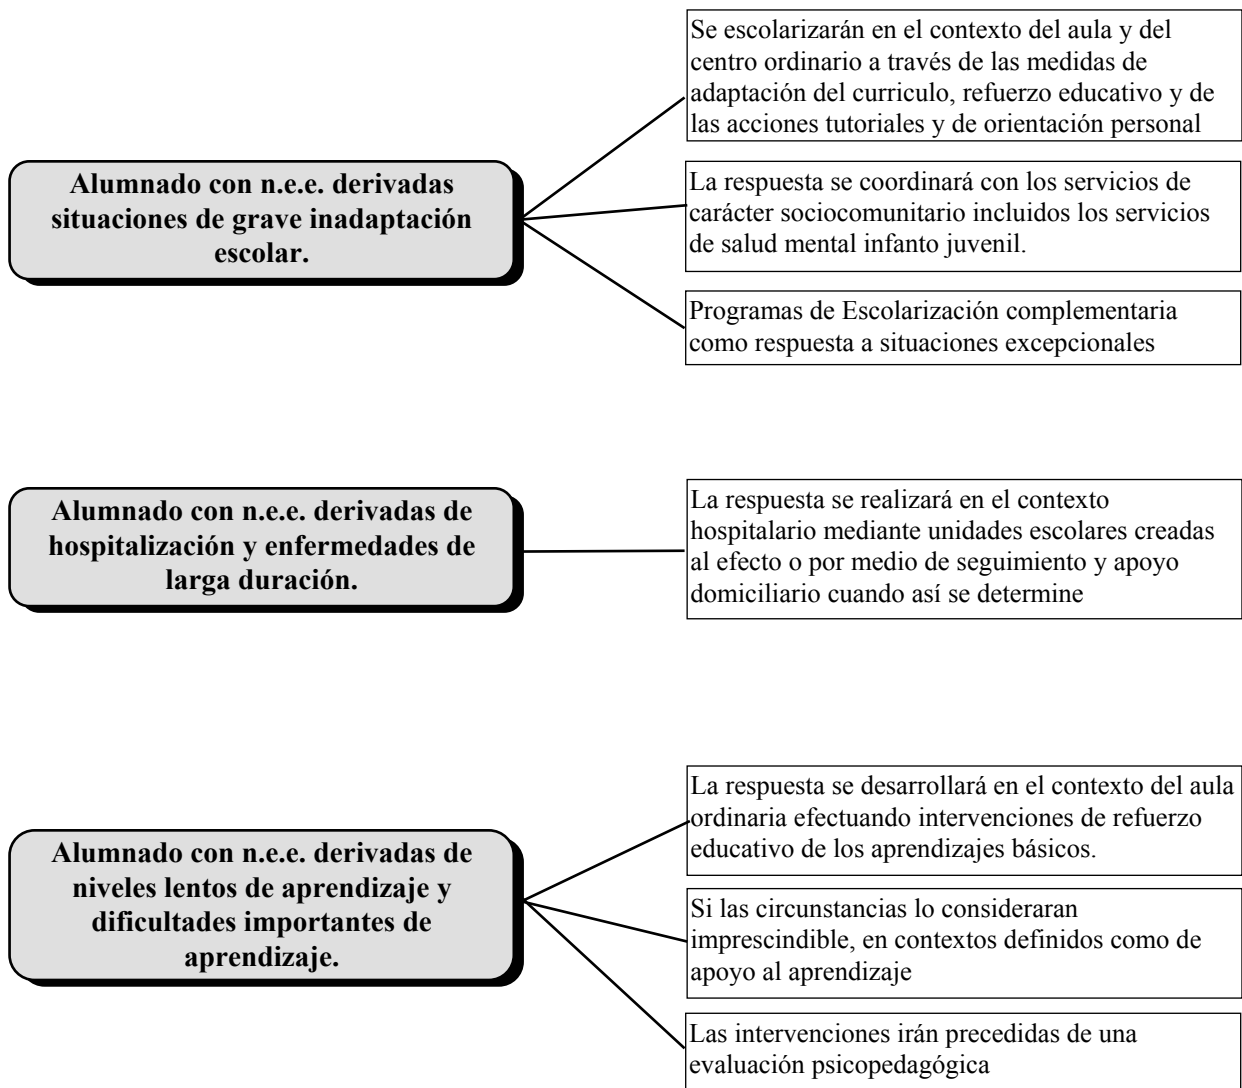 Se escolarizarán en el contexto del aula y del
centro ordinario a través de las medidas de
adaptación del curriculo, refuerzo educativo y de
las acciones tutoriales y de orientación personal
Alumnado con n.e.e. derivadas
situaciones de grave inadaptación
escolar.
La respuesta se coordinará con los servicios de
carácter sociocomunitario incluidos los servicios
de salud mental infanto juvenil.
Programas de Escolarización complementaria
como respuesta a situaciones excepcionales
Alumnado con n.e.e. derivadas de
hospitalización y enfermedades de
larga duración.
La respuesta se realizará en el contexto
hospitalario mediante unidades escolares creadas
al efecto o por medio de seguimiento y apoyo
domiciliario cuando así se determine
Alumnado con n.e.e. derivadas de
niveles lentos de aprendizaje y
dificultades importantes de
aprendizaje.
La respuesta se desarrollará en el contexto del aula
ordinaria efectuando intervenciones de refuerzo
educativo de los aprendizajes básicos.
Si las circunstancias lo consideraran
imprescindible, en contextos definidos como de
apoyo al aprendizaje
Las intervenciones irán precedidas de una
evaluación psicopedagógica